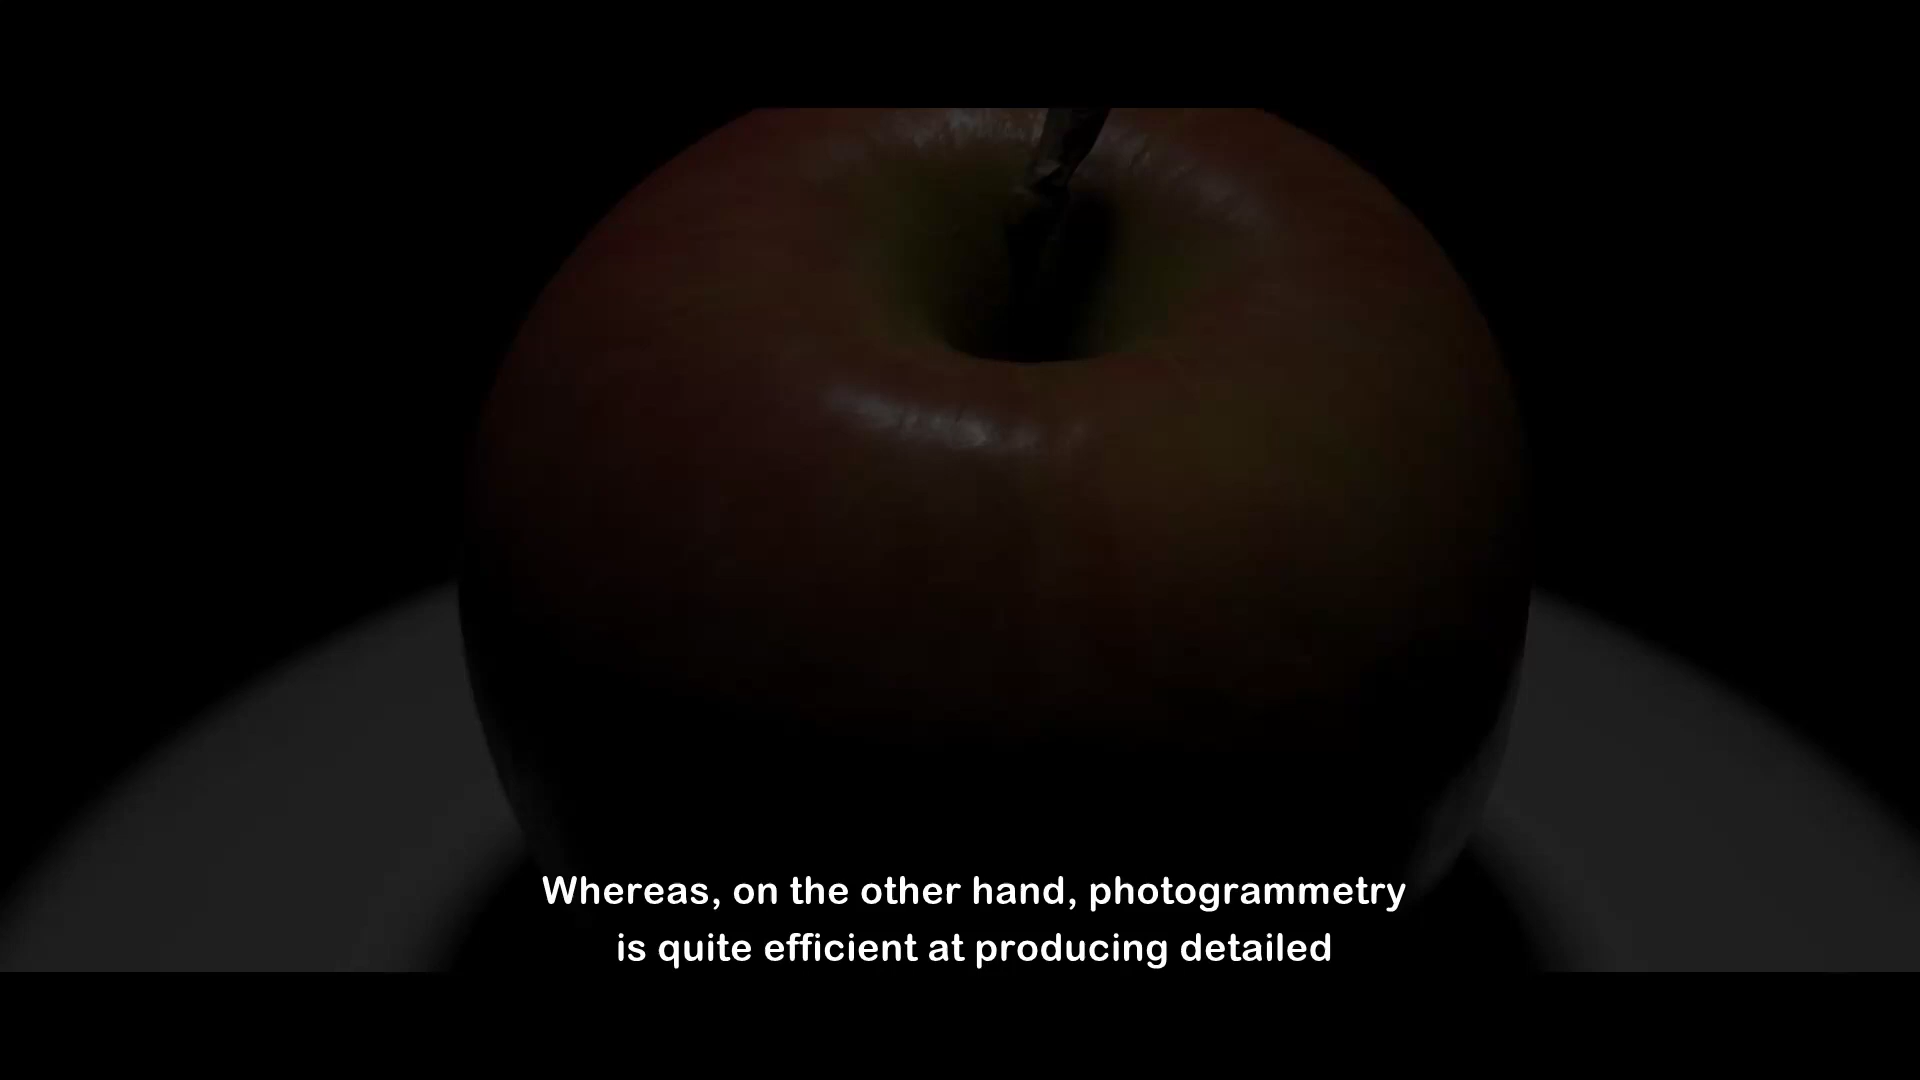 Whereas, on the other hand, photogrammetry
is quite efficient at producing detailed